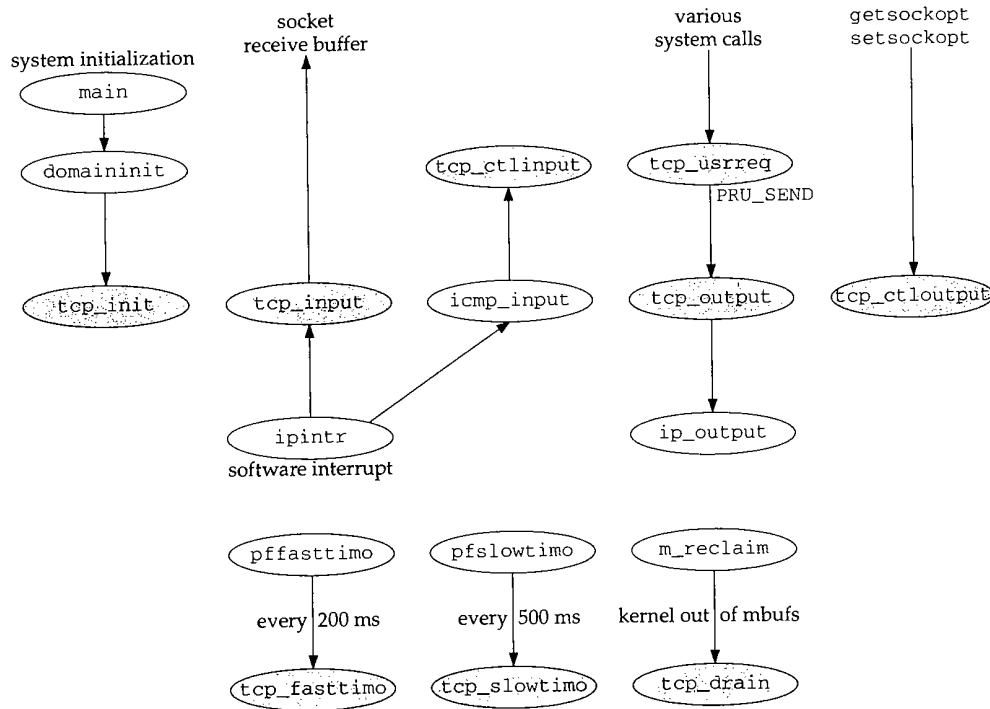 socket
receive buffer
various
system calls
getsockopt
setsockopt
system initialization
main
domaininit
tcp_ctlinput
tcp_usrreq
PRU_SEND
tcp_init
tcp_input
icmp_input
tcp_output
tcp_ctloutput
ipintr
software interrupt
ip_output
pffasttimo
pfslowtimo
m_reclaim
every 200 ms
every 500 ms
kernel out of mbufs
tcp_fasttimo
tcp_slowtimo
tcp_drain